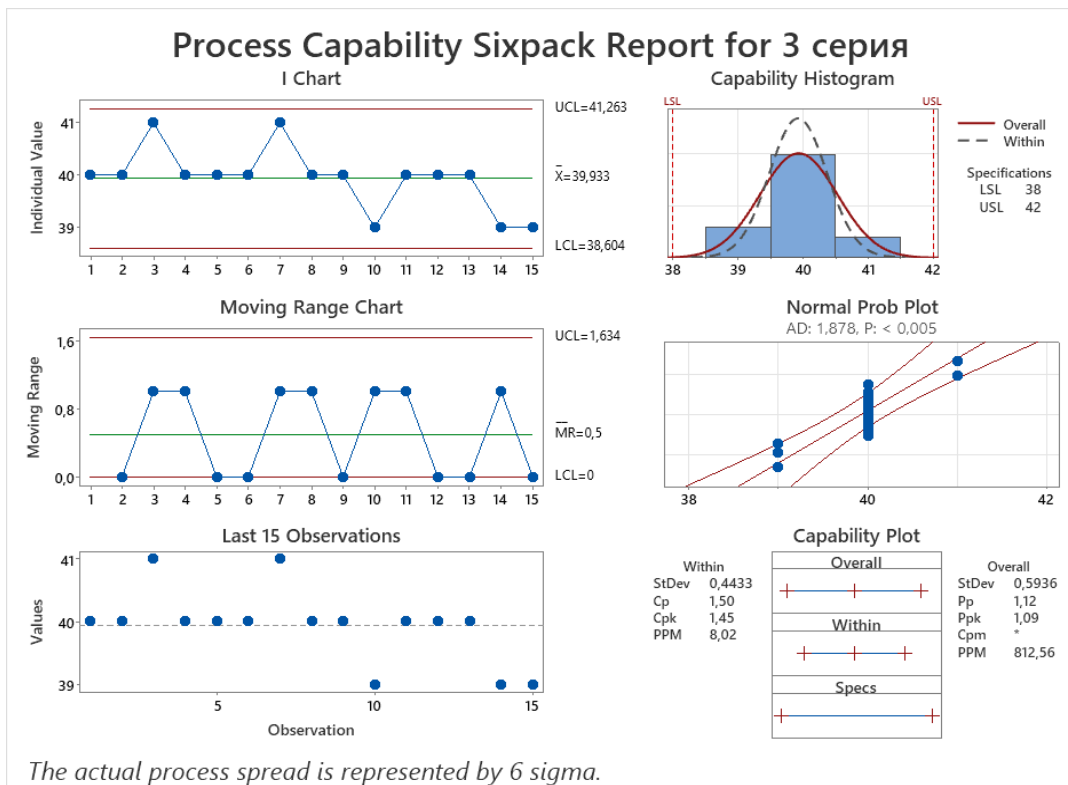 Process Capability Sixpack Report for 3 серия
I Chart
Individual Value
41
40
39
UCL=41,263
X=39,933
LCL=38,604
1 2 3 4 5 6 7 8 9 10 11 12 13 14 15
Capability Histogram
LSL
USL
38 39 40 41 42
Overall
Within
Specifications
LSL 38
USL 42
Moving Range Chart
Moving Range
1,6
0,8
0,0
UCL=1,634
MR=0,5
LCL=0
1 2 3 4 5 6 7 8 9 10 11 12 13 14 15
Normal Prob Plot
AD: 1,878, P: < 0,005
38 40 42
Last 15 Observations
Values
41
40
39
5 10 15
Observation
Capability Plot
Within
StDev 0,4433
Cp 1,50
Cpk 1,45
PPM 8,02
Overall
Within
Specs
Overall
StDev 0,5936
Pp 1,12
Ppk 1,09
Cpm *
PPM 812,56
The actual process spread is represented by 6 sigma.